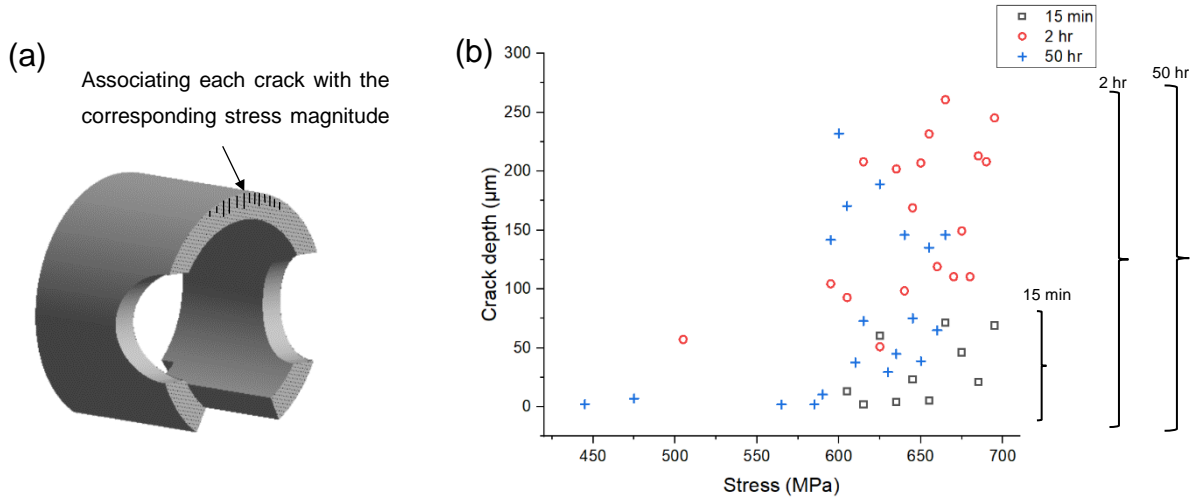 (a)
Associating each crack with the
corresponding stress magnitude
(b)
15 min
2 hr
50 hr
300
250
200
150
100
50
0
Crack depth (µm)
450
500
550
600
650
700
Stress (MPa)
15 min
2 hr
50 hr